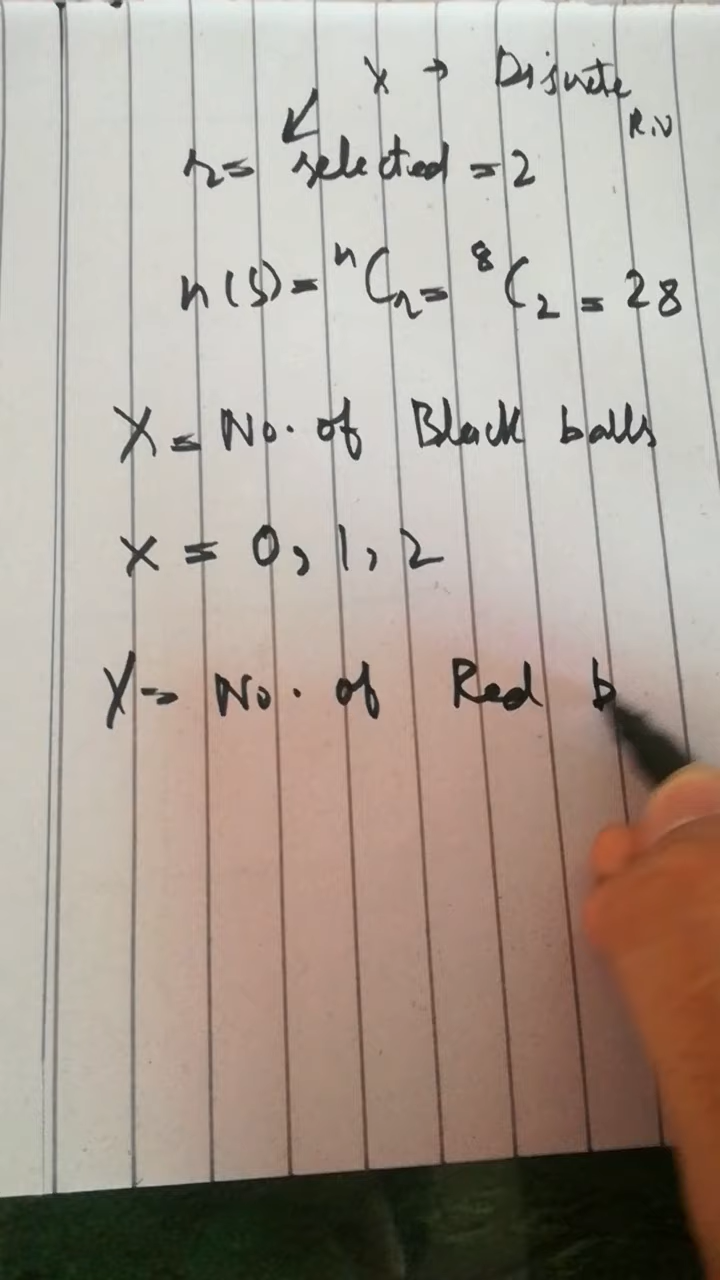 X → Discrete
R.V
r = selected = 2
n(S) = ⁿCᵣ = ⁸C₂ = 28
X = No. of Black balls
X = 0, 1, 2
Y = No. of Red b